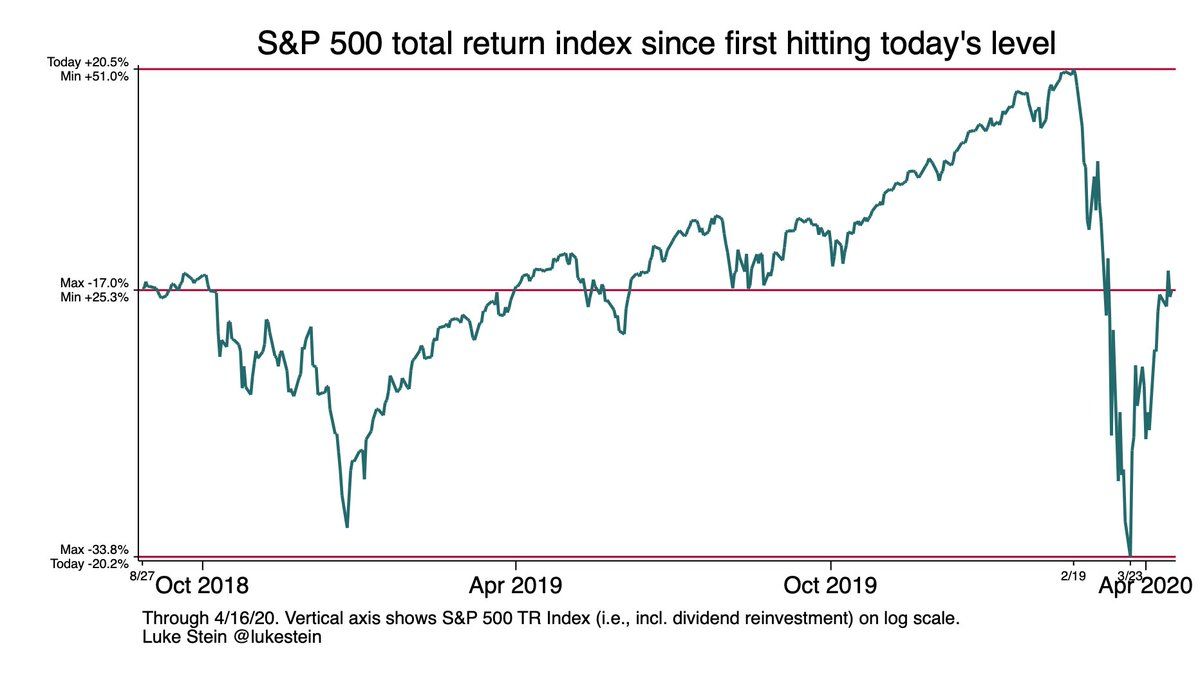 S&P 500 total return index since first hitting today's level
Today +20.5%
Min +51.0%
Max -17.0%
Min +25.3%
Max -33.8%
Today -20.2%
8/27 Oct 2018 Apr 2019 Oct 2019 2/19 3/23 Apr 2020
Through 4/16/20. Vertical axis shows S&P 500 TR Index (i.e., incl. dividend reinvestment) on log scale.
Luke Stein @lukestein